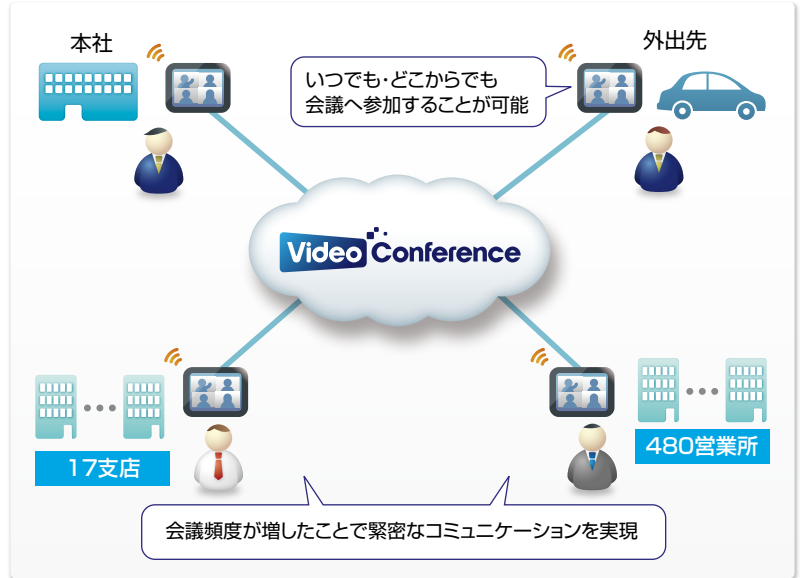 本社
外出先
いつでも・どこからでも
会議へ参加することが可能
Video Conference
17支店
480営業所
会議頻度が増したことで緊密なコミュニケーションを実現